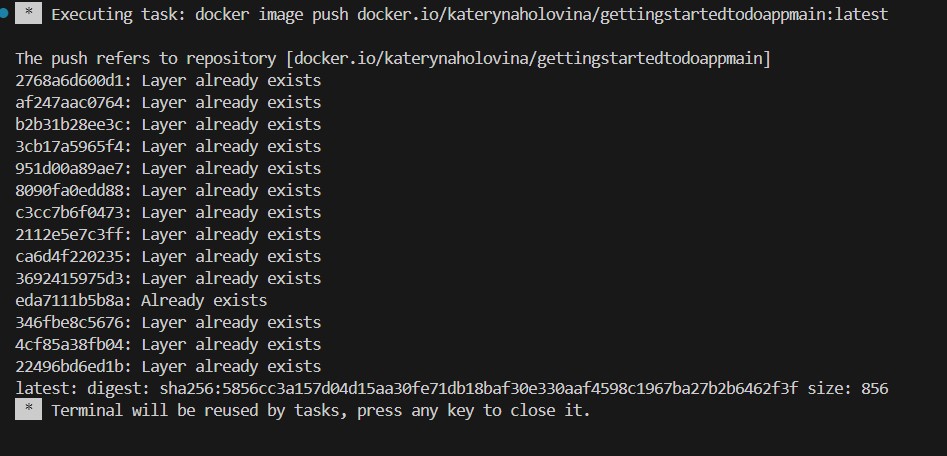 * Executing task: docker image push docker.io/katerynaholovina/gettingstartedtodoappmain:latest
The push refers to repository [docker.io/katerynaholovina/gettingstartedtodoappmain]
2768a6d600d1: Layer already exists
af247aac0764: Layer already exists
b2b31b28ee3c: Layer already exists
3cb17a5965f4: Layer already exists
951d00a89ae7: Layer already exists
8090fa0edd88: Layer already exists
c3cc7b6f0473: Layer already exists
2112e5e7c3ff: Layer already exists
ca6d4f220235: Layer already exists
3692415975d3: Layer already exists
eda7111b5b8a: Already exists
346fbe8c5676: Layer already exists
4cf85a38fb04: Layer already exists
22496bd6ed1b: Layer already exists
latest: digest: sha256:5856cc3a157d04d15aa30fe71db18baf30e330aaf4598c1967ba27b2b6462f3f size: 856
* Terminal will be reused by tasks, press any key to close it.